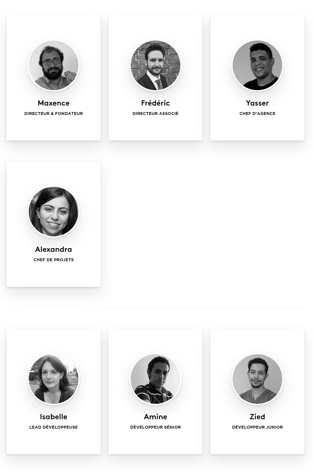 Maxence
DIRECTEUR & FONDATEUR
Frédéric
DIRECTEUR ASSOCIÉ
Yasser
CHEF D'AGENCE
Alexandra
CHEF DE PROJETS
Isabelle
LEAD DÉVELOPPEUSE
Amine
DÉVELOPPEUR SÉNIOR
Zied
DÉVELOPPEUR JUNIOR